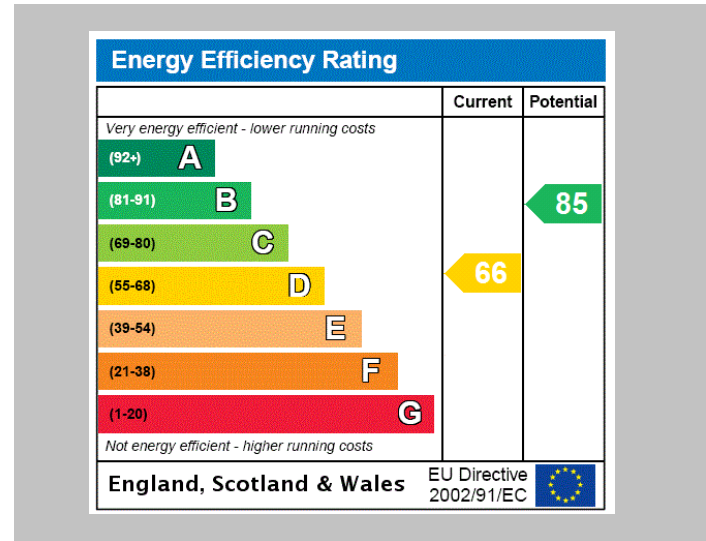 Energy Efficiency Rating
Current Potential
Very energy efficient - lower running costs
(92+) A
(81-91) B 85
(69-80) C
(55-68) D 66
(39-54) E
(21-38) F
(1-20) G
Not energy efficient - higher running costs
England, Scotland & Wales
EU Directive
2002/91/EC